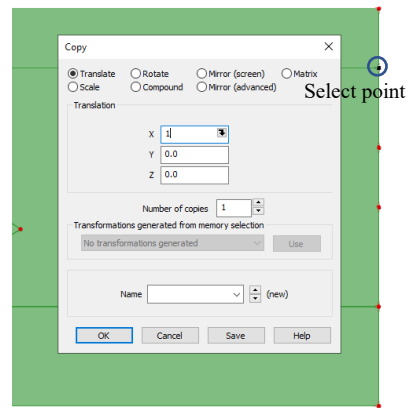 Copy
Translate Rotate Mirror (screen) Matrix
Scale Compound Mirror (advanced)
Select point
Translation
X 1
Y 0.0
Z 0.0
Number of copies 1
Transformations generated from memory selection
No transformations generated Use
Name (new)
OK Cancel Save Help